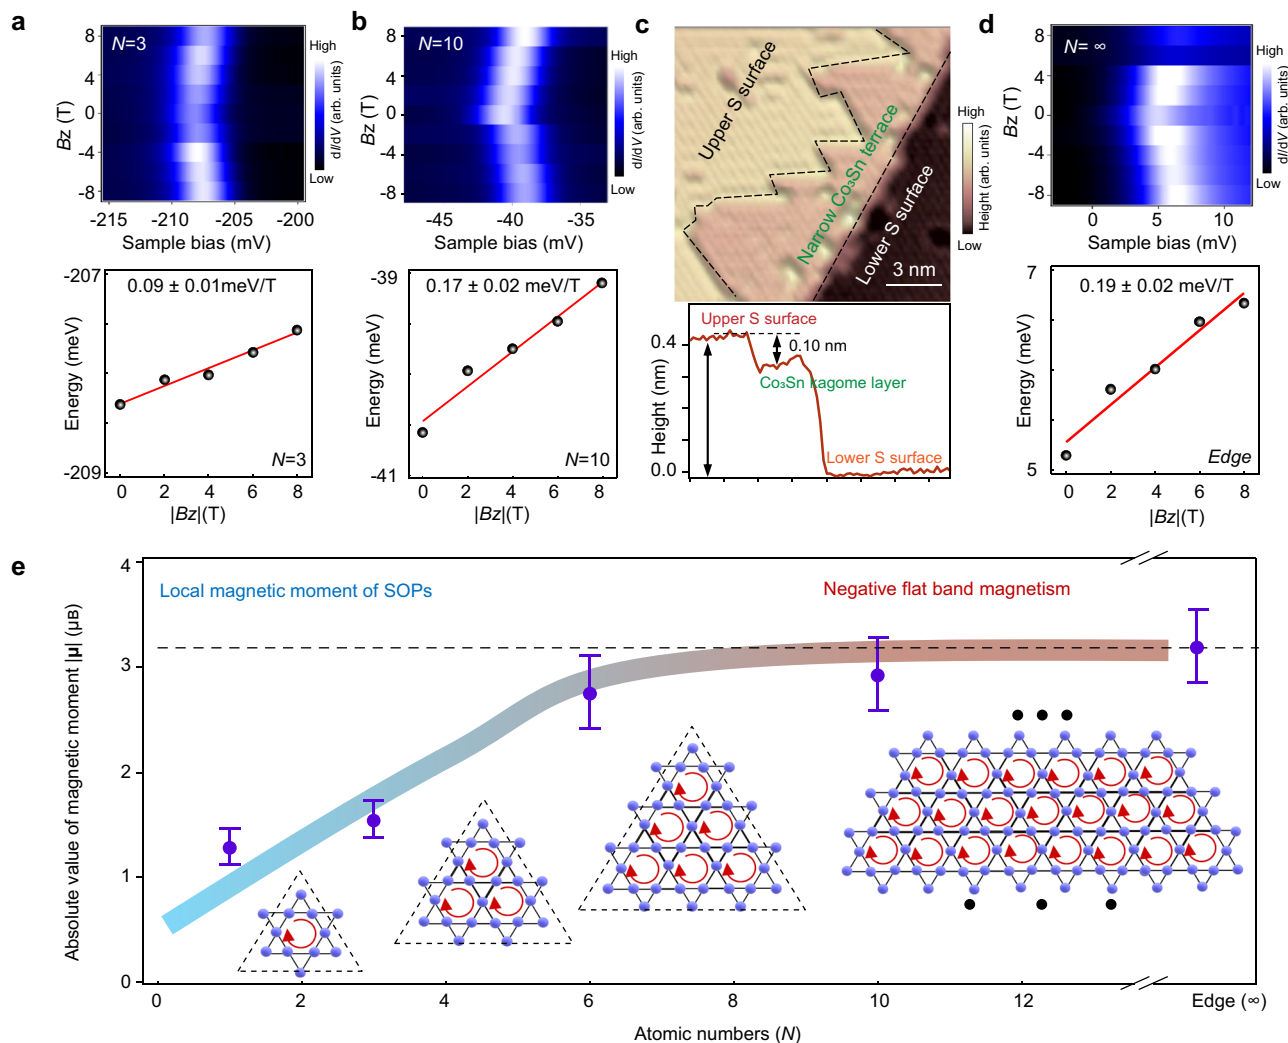 a
N=3
8
4
0
-4
-8
Bz (T)
-215
-210
-205
-200
Sample bias (mV)
High
Low
dI/dV (arb. units)
-207
-209
Energy (meV)
0.09 ± 0.01meV/T
N=3
0
2
4
6
8
|Bz|(T)
b
N=10
8
4
0
-4
-8
-45
-40
-35
Sample bias (mV)
High
Low
dI/dV (arb. units)
-39
-41
Energy (meV)
0.17 ± 0.02 meV/T
N=10
0
2
4
6
8
|Bz|(T)
c
Upper S surface
Narrow Co₃Sn terrace
Lower S surface
3 nm
High
Low
Height (arb. units)
Upper S surface
0.10 nm
Co₃Sn kagome layer
Lower S surface
0.4
0.0
Height (nm)
d
N= ∞
8
4
0
-4
-8
Bz (T)
0
5
10
Sample bias (mV)
High
Low
dI/dV (arb. units)
7
5
Energy (meV)
0.19 ± 0.02 meV/T
Edge
0
2
4
6
8
|Bz|(T)
e
Local magnetic moment of SOPs
Negative flat band magnetism
4
3
2
1
0
Absolute value of magnetic moment |μ| (μB)
0
2
4
6
8
10
12
Edge (∞)
Atomic numbers (N)